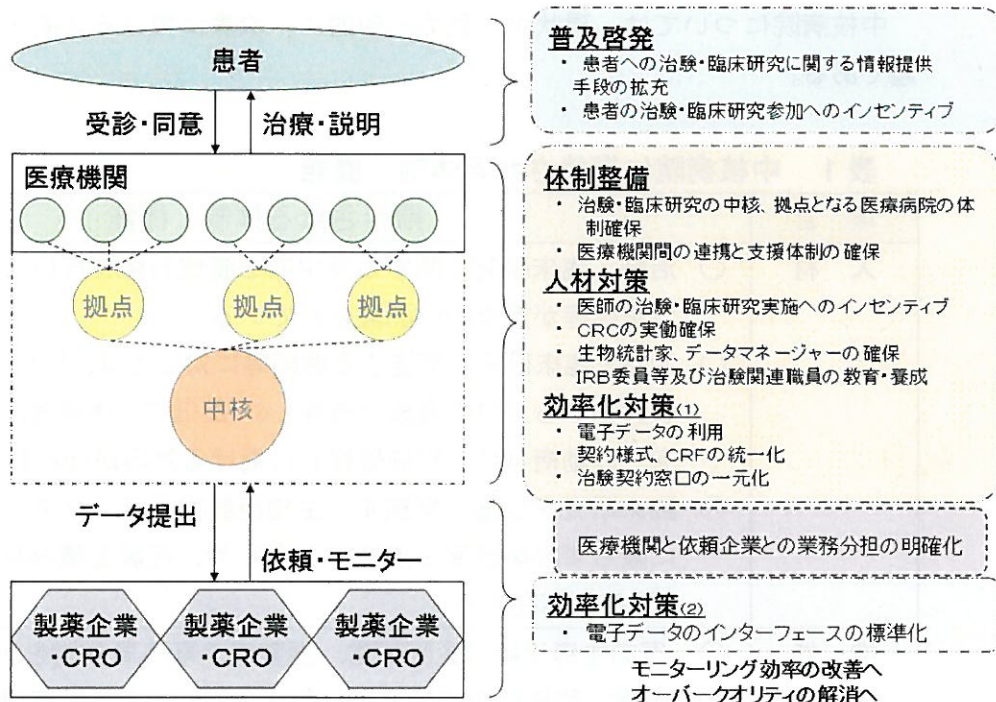 患者
受診・同意
治療・説明
医療機関
拠点
拠点
拠点
中核
データ提出
依頼・モニター
製薬企業
・CRO
製薬企業
・CRO
製薬企業
・CRO
普及啓発
・ 患者への治験・臨床研究に関する情報提供
手段の拡充
・ 患者の治験・臨床研究参加へのインセンティブ
体制整備
・ 治験・臨床研究の中核、拠点となる医療病院の体
制確保
・ 医療機関間の連携と支援体制の確保
人材対策
・ 医師の治験・臨床研究実施へのインセンティブ
・ CRCの実働確保
・ 生物統計家、データマネージャーの確保
・ IRB委員等及び治験関連職員の教育・養成
効率化対策(1)
・ 電子データの利用
・ 契約様式、CRFの統一化
・ 治験契約窓口の一元化
医療機関と依頼企業との業務分担の明確化
効率化対策(2)
・ 電子データのインターフェースの標準化
モニターリング効率の改善へ
オーバークオリティの解消へ